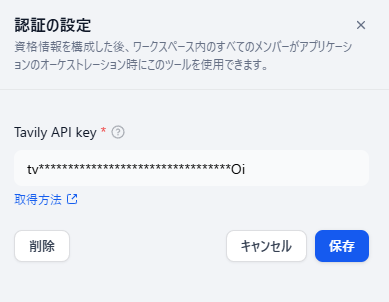 認証の設定
資格情報を構成した後、ワークスペース内のすべてのメンバーがアプリケーシ
ョンのオーケストレーション時にこのツールを使用できます。
Tavily API key *
tv*********************************Oi
取得方法
削除
キャンセル
保存